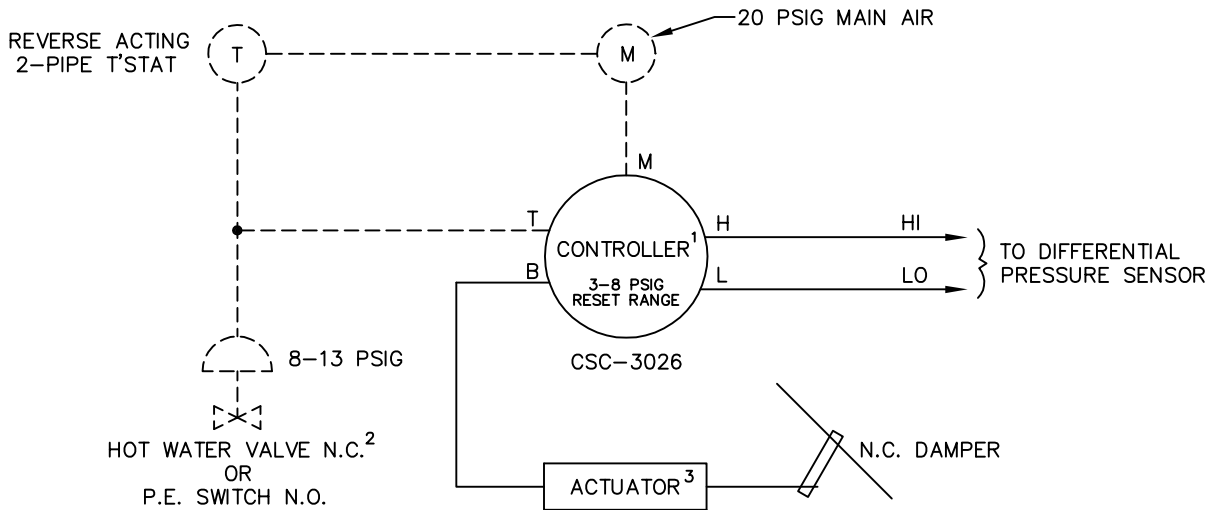 20 PSIG MAIN AIR
REVERSE ACTING
2-PIPE T'STAT
T
M
M
T
H
HI
CONTROLLER¹
TO DIFFERENTIAL
PRESSURE SENSOR
B
3-8 PSIG
RESET RANGE
L
LO
8-13 PSIG
CSC-3026
HOT WATER VALVE N.C.²
OR
P.E. SWITCH N.O.
N.C. DAMPER
ACTUATOR³